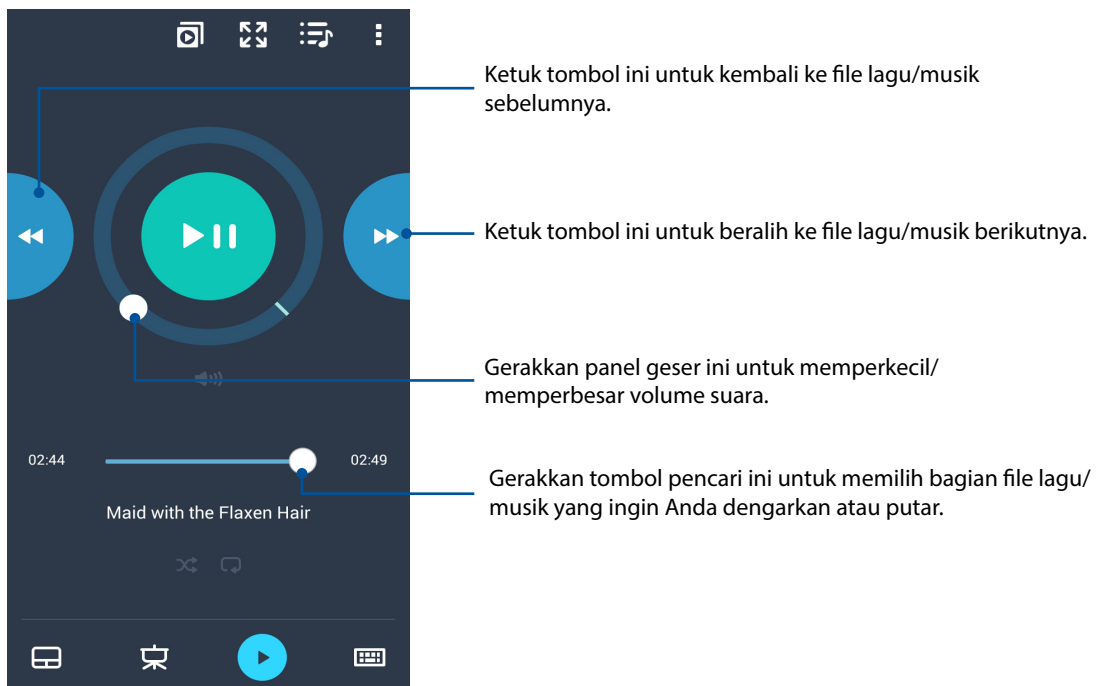 Ketuk tombol ini untuk kembali ke file lagu/musik
sebelumnya.
Ketuk tombol ini untuk beralih ke file lagu/musik berikutnya.
Gerakkan panel geser ini untuk memperkecil/
memperbesar volume suara.
02:44
02:49
Gerakkan tombol pencari ini untuk memilih bagian file lagu/
musik yang ingin Anda dengarkan atau putar.
Maid with the Flaxen Hair